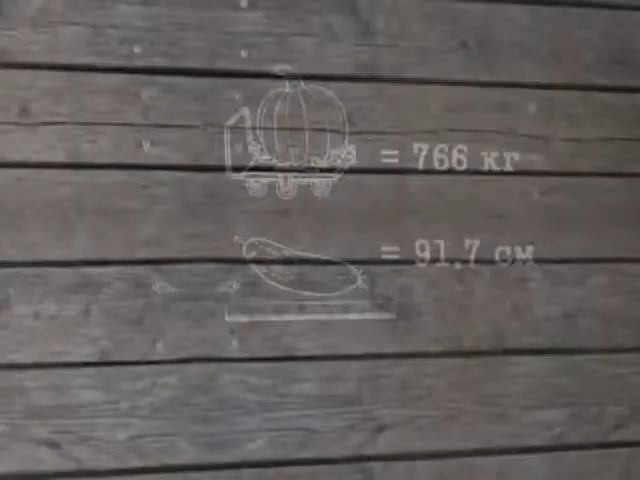 = 766 кг
= 91.7 см